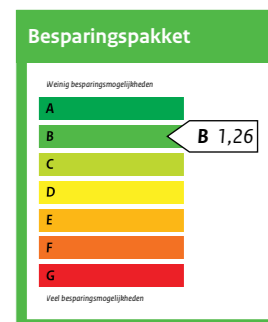 Besparingspakket
Weinig besparingsmogelijkheden
A
B
B 1,26
C
D
E
F
G
Veel besparingsmogelijkheden